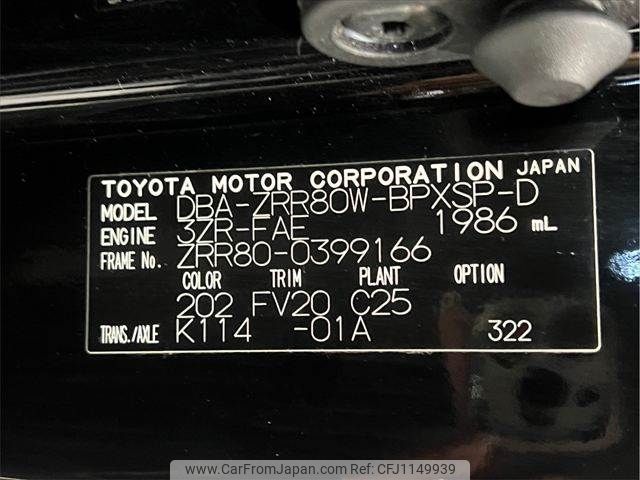 TOYOTA MOTOR CORPORATION JAPAN
MODEL DBA-ZRR80W-BPXSP-D
ENGINE 3ZR-FAE 1986 mL
FRAME No. ZRR80-0399166
COLOR TRIM PLANT OPTION
202 FV20 C25
TRANS./AXLE K114 -01A 322
www.CarFromJapan.com | Ref No. CFJ1149939